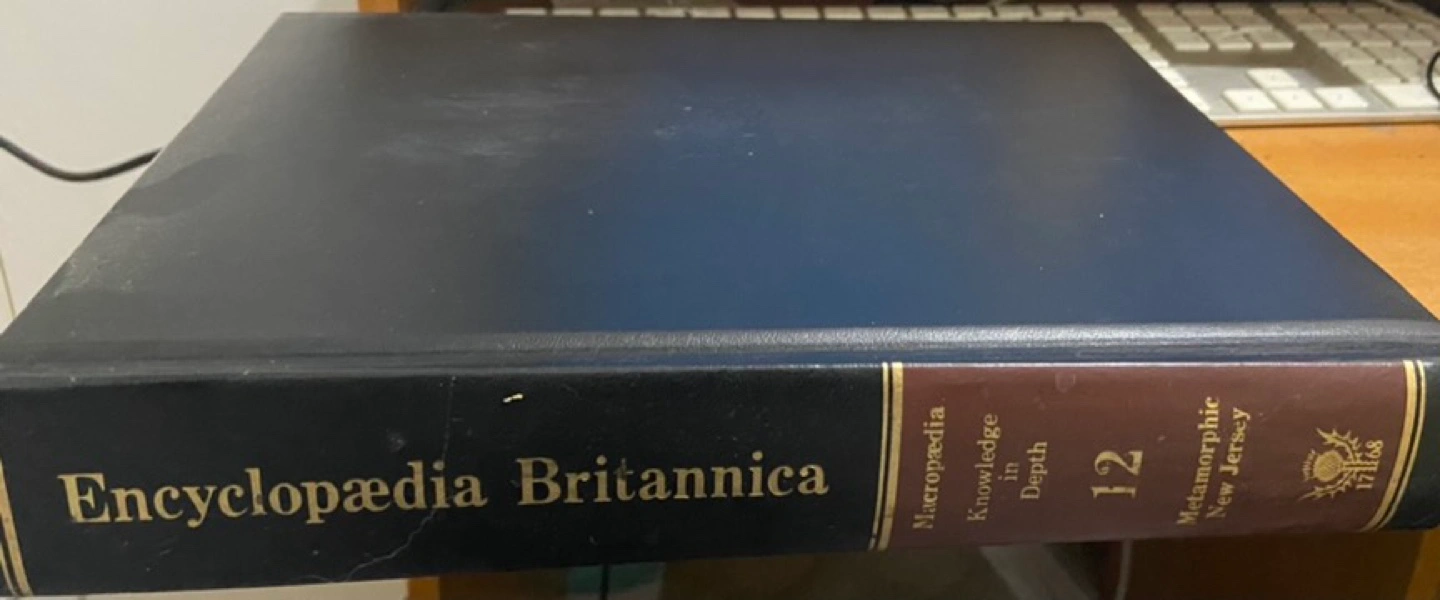 Encyclopædia Britannica
Macropædia
Knowledge
in
Depth
12
Metamorphic
New Jersey
1768